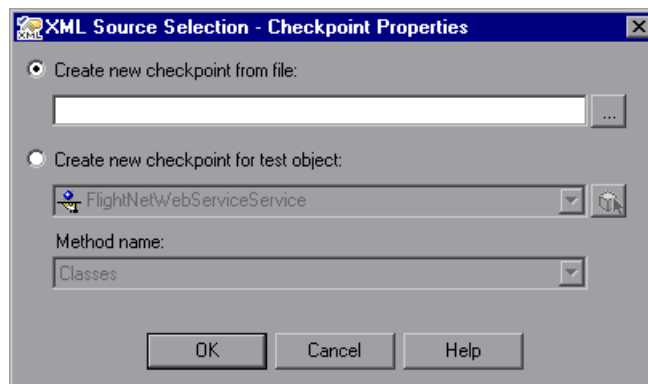 XML Source Selection - Checkpoint Properties
XML
Create new checkpoint from file:
...
Create new checkpoint for test object:
FlightNetWebServiceService
Method name:
Classes
OK Cancel Help